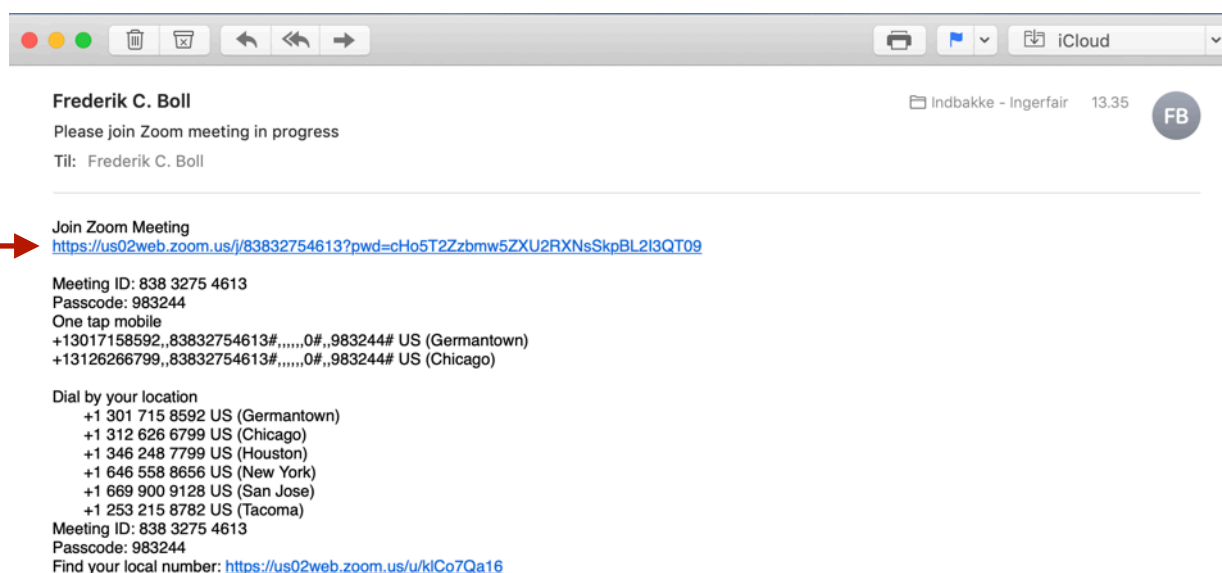 iCloud
Frederik C. Boll
Indbakke - Ingerfair 13.35
FB
Please join Zoom meeting in progress
Til: Frederik C. Boll
Join Zoom Meeting
https://us02web.zoom.us/j/83832754613?pwd=cHo5T2Zzbmw5ZXU2RXNsSkpBL2I3QT09
Meeting ID: 838 3275 4613
Passcode: 983244
One tap mobile
+13017158592,,83832754613#,,,,,,0#,,983244# US (Germantown)
+13126266799,,83832754613#,,,,,,0#,,983244# US (Chicago)
Dial by your location
+1 301 715 8592 US (Germantown)
+1 312 626 6799 US (Chicago)
+1 346 248 7799 US (Houston)
+1 646 558 8656 US (New York)
+1 669 900 9128 US (San Jose)
+1 253 215 8782 US (Tacoma)
Meeting ID: 838 3275 4613
Passcode: 983244
Find your local number: https://us02web.zoom.us/u/klCo7Qa16